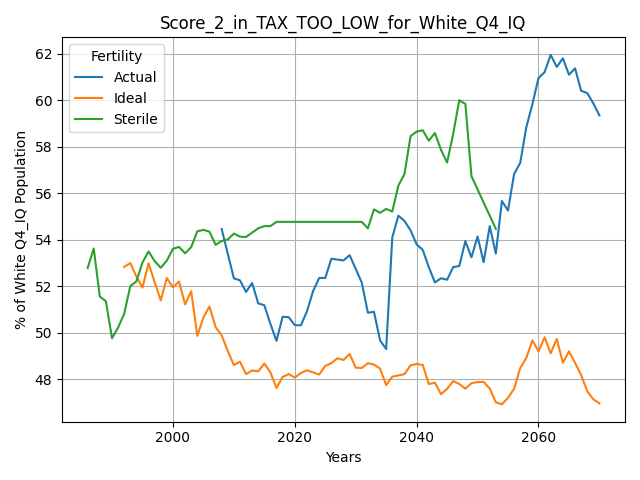 Score_2_in_TAX_TOO_LOW_for_White_Q4_IQ
Fertility
Actual
Ideal
Sterile
% of White Q4_IQ Population
62
60
58
56
54
52
50
48
2000
2020
2040
2060
Years